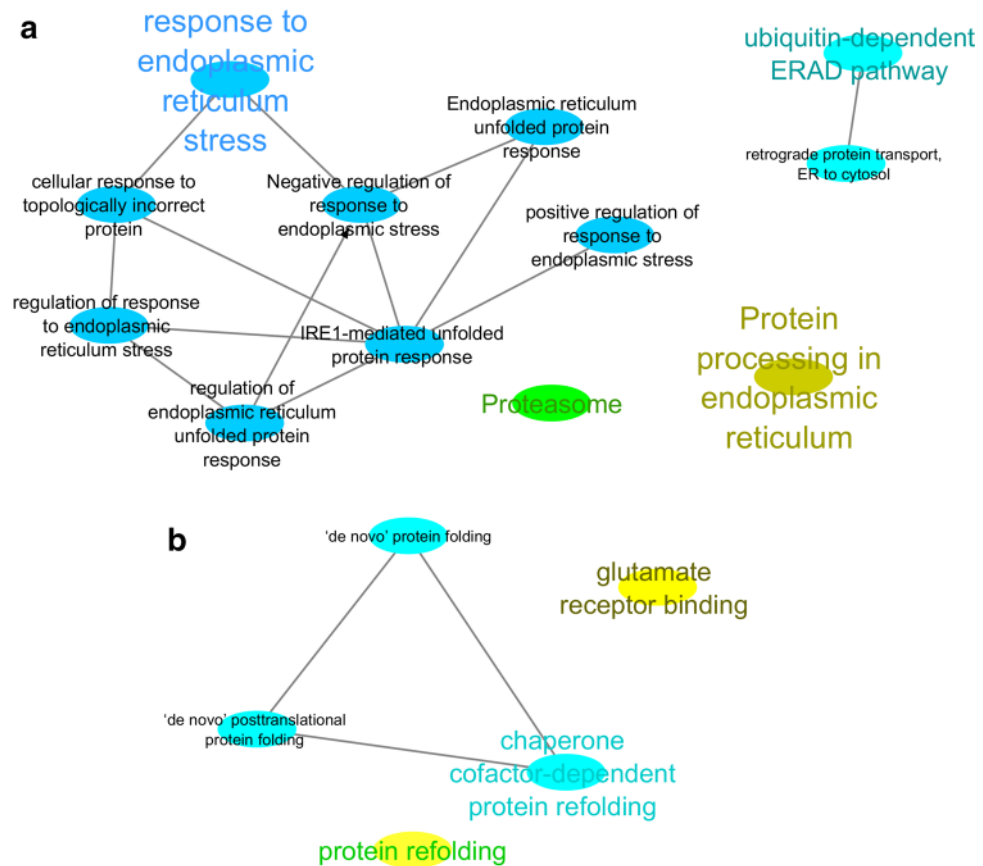 a
response to
endoplasmic
reticulum
stress
ubiquitin-dependent
ERAD pathway
Endoplasmic reticulum
unfolded protein
response
retrograde protein transport,
ER to cytosol
cellular response to
topologically incorrect
protein
Negative regulation of
response to
endoplasmic stress
positive regulation of
response to
endoplasmic stress
regulation of response
to endoplasmic
reticulum stress
IRE1-mediated unfolded
protein response
Protein
processing in
endoplasmic
reticulum
regulation of
endoplasmic reticulum
unfolded protein
response
Proteasome
b
‘de novo’ protein folding
glutamate
receptor binding
‘de novo’ posttranslational
protein folding
chaperone
cofactor-dependent
protein refolding
protein refolding